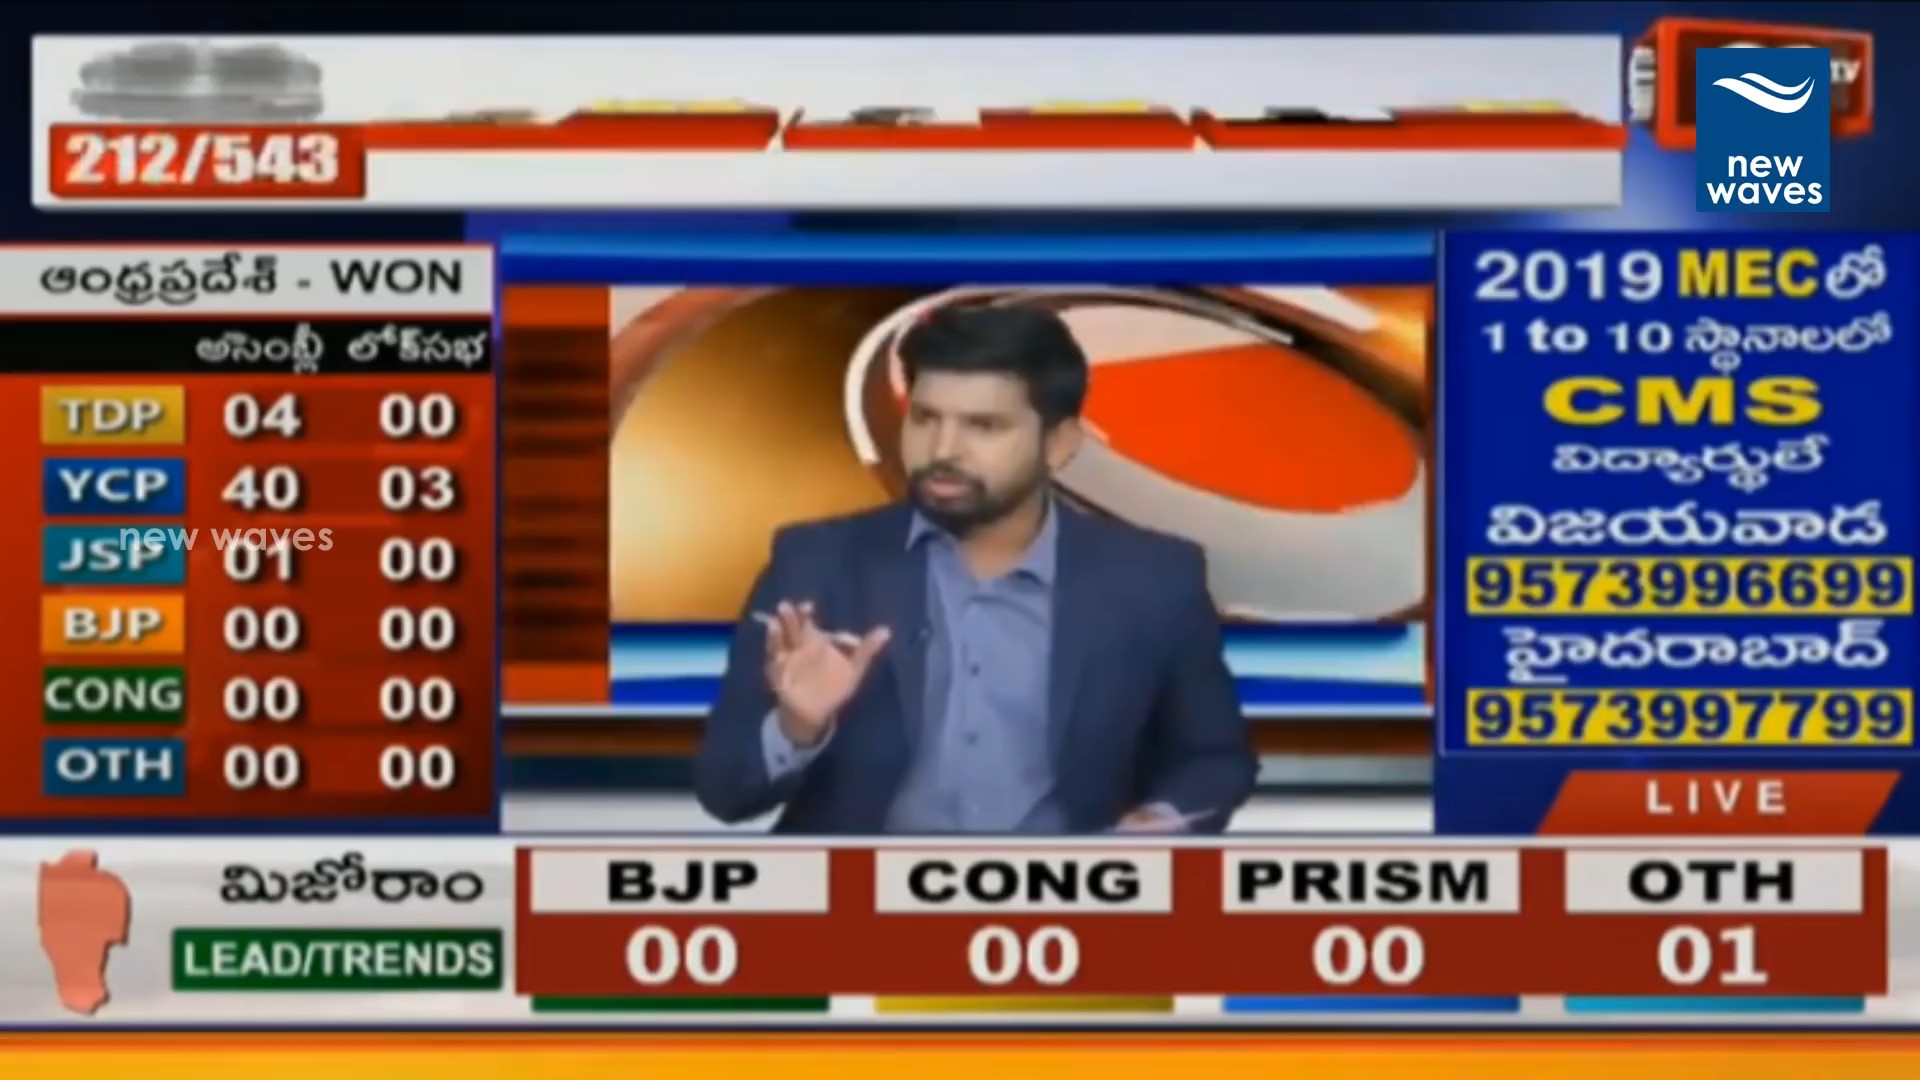 212/543
TV
new
waves
ఆంధ్రప్రదేశ్ - WON
అసెంబ్లీ లోక్‌సభ
TDP 04 00
YCP 40 03
JSP 01 00
new waves
BJP 00 00
CONG 00 00
OTH 00 00
2019 MECలో
1 to 10 స్థానాలలో
CMS
విద్యార్థులే
విజయవాడ
9573996699
హైదరాబాద్
9573997799
LIVE
మిజోరాం
LEAD/TRENDS
BJP CONG PRISM OTH
00 00 00 01